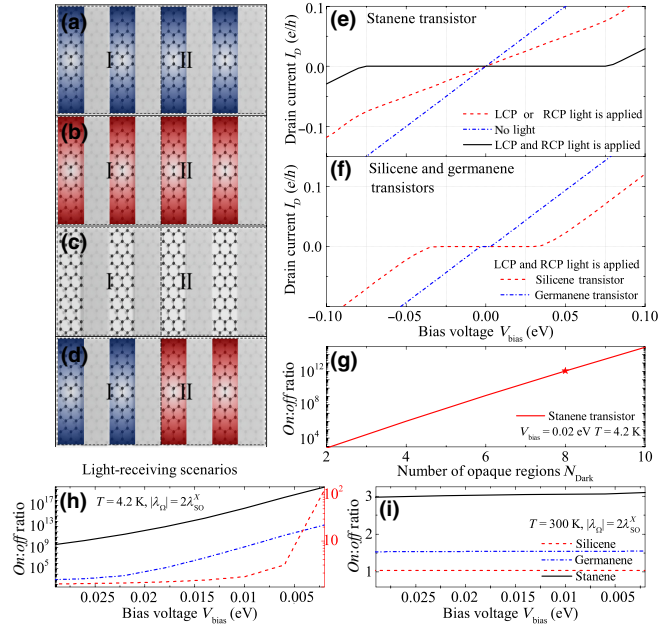 (a)
I II
(b)
I II
(c)
I II
(d)
I II
Light-receiving scenarios
(e) Stanene transistor
Drain current I_D (e/h)
0.1
0.0
−0.1
LCP or RCP light is applied
No light
LCP and RCP light is applied
(f) Silicene and germanene
transistors
Drain current I_D (e/h)
0.1
0.0
LCP and RCP light is applied
Silicene transistor
Germanene transistor
−0.10 −0.05 0.00 0.05 0.10
Bias voltage V_bias (eV)
(g)
On:off ratio
10^12
10^8
10^4
Stanene transistor
V_bias = 0.02 eV T = 4.2 K
2 4 6 8 10
Number of opaque regions N_Dark
(h) T = 4.2 K, |λ_Ω| = 2λ_SO^X
On:off ratio
10^17
10^13
10^9
10^5
10^2
10
0.025 0.015 0.01 0.005
Bias voltage V_bias (eV)
(i)
On:off ratio
3
2
1
T = 300 K, |λ_Ω| = 2λ_SO^X
Silicene
Germanene
Stanene
0.025 0.015 0.01 0.005
Bias voltage V_bias (eV)